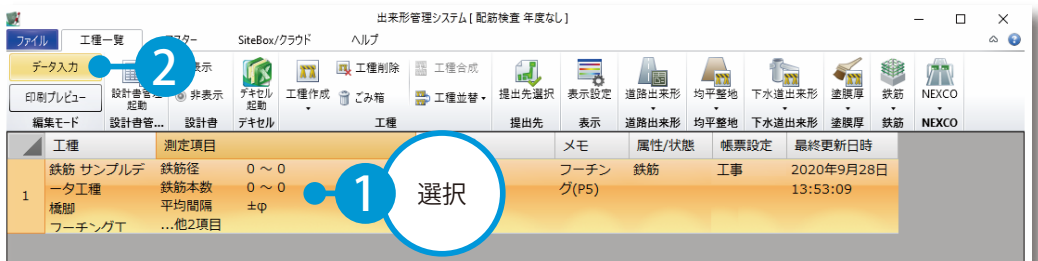 出来形管理システム [ 配筋検査 年度なし]
ファイル 工種一覧 スター SiteBox/クラウド ヘルプ
データ入力 2 表示 工種削除 工種合成
印刷プレビュー 設計書管理 起動 非表示 デキセル 起動 工種作成 ごみ箱 工種並替 提出先選択 表示設定 道路出来形 均平整地 下水道出来形 塗膜厚 鉄筋 NEXCO
編集モード 設計書管... 設計書 デキセル 工種 提出先 表示 道路出来形 均平整地 下水道出来形 塗膜厚 鉄筋 NEXCO
工種 測定項目 メモ 属性/状態 帳票設定 最終更新日時
鉄筋 サンプルデ 鉄筋径 0 ~ 0 フーチン 鉄筋 工事 2020年9月28日
1 ータ工種 鉄筋本数 0 ~ 0 1 選択 グ(P5) 13:53:09
橋脚 平均間隔 ±φ
フーチング工 …他2項目